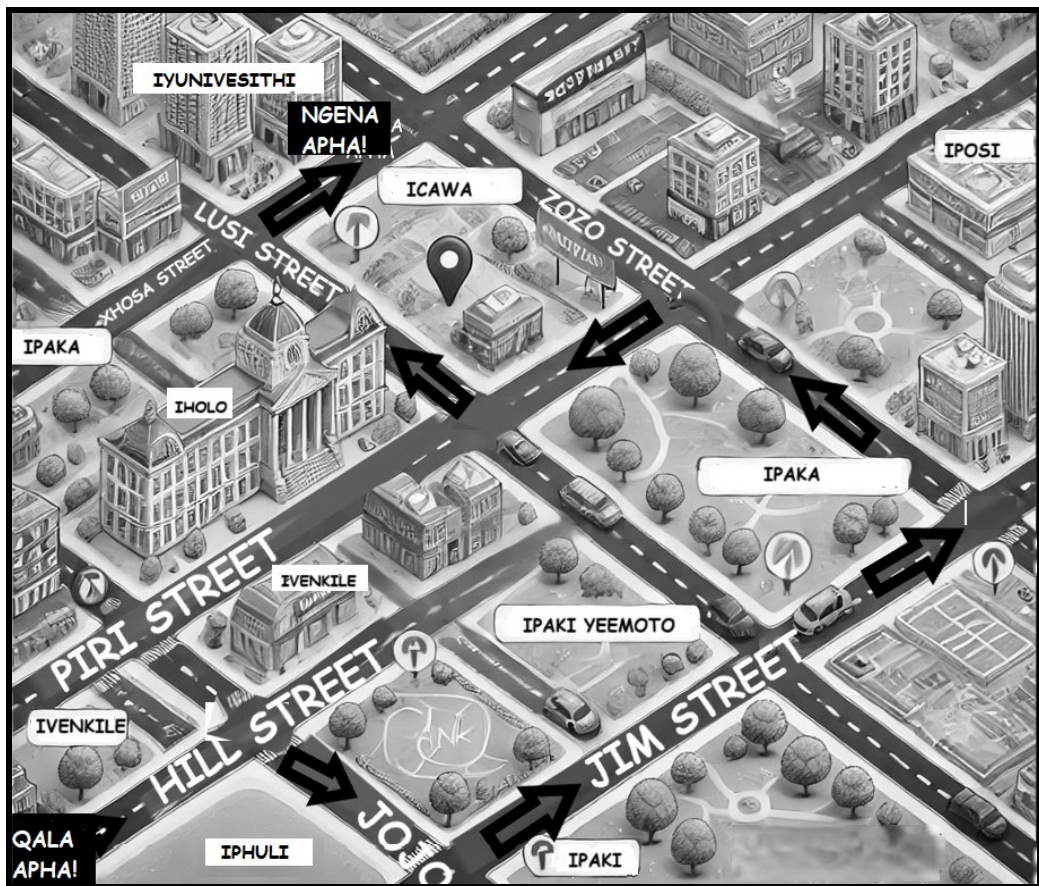 IYUNIVESITHI
NGENA
APHA!
ICAWA
IPOSI
ZOZO STREET
LUSI STREET
XHOSA STREET
IPAKA
IHOLO
IPAKA
IVENKILE
PIRI STREET
IPAKI YEEMOTO
HILL STREET
IVENKILE
JIM STREET
QALA
APHA!
IPHULI
IPAKI